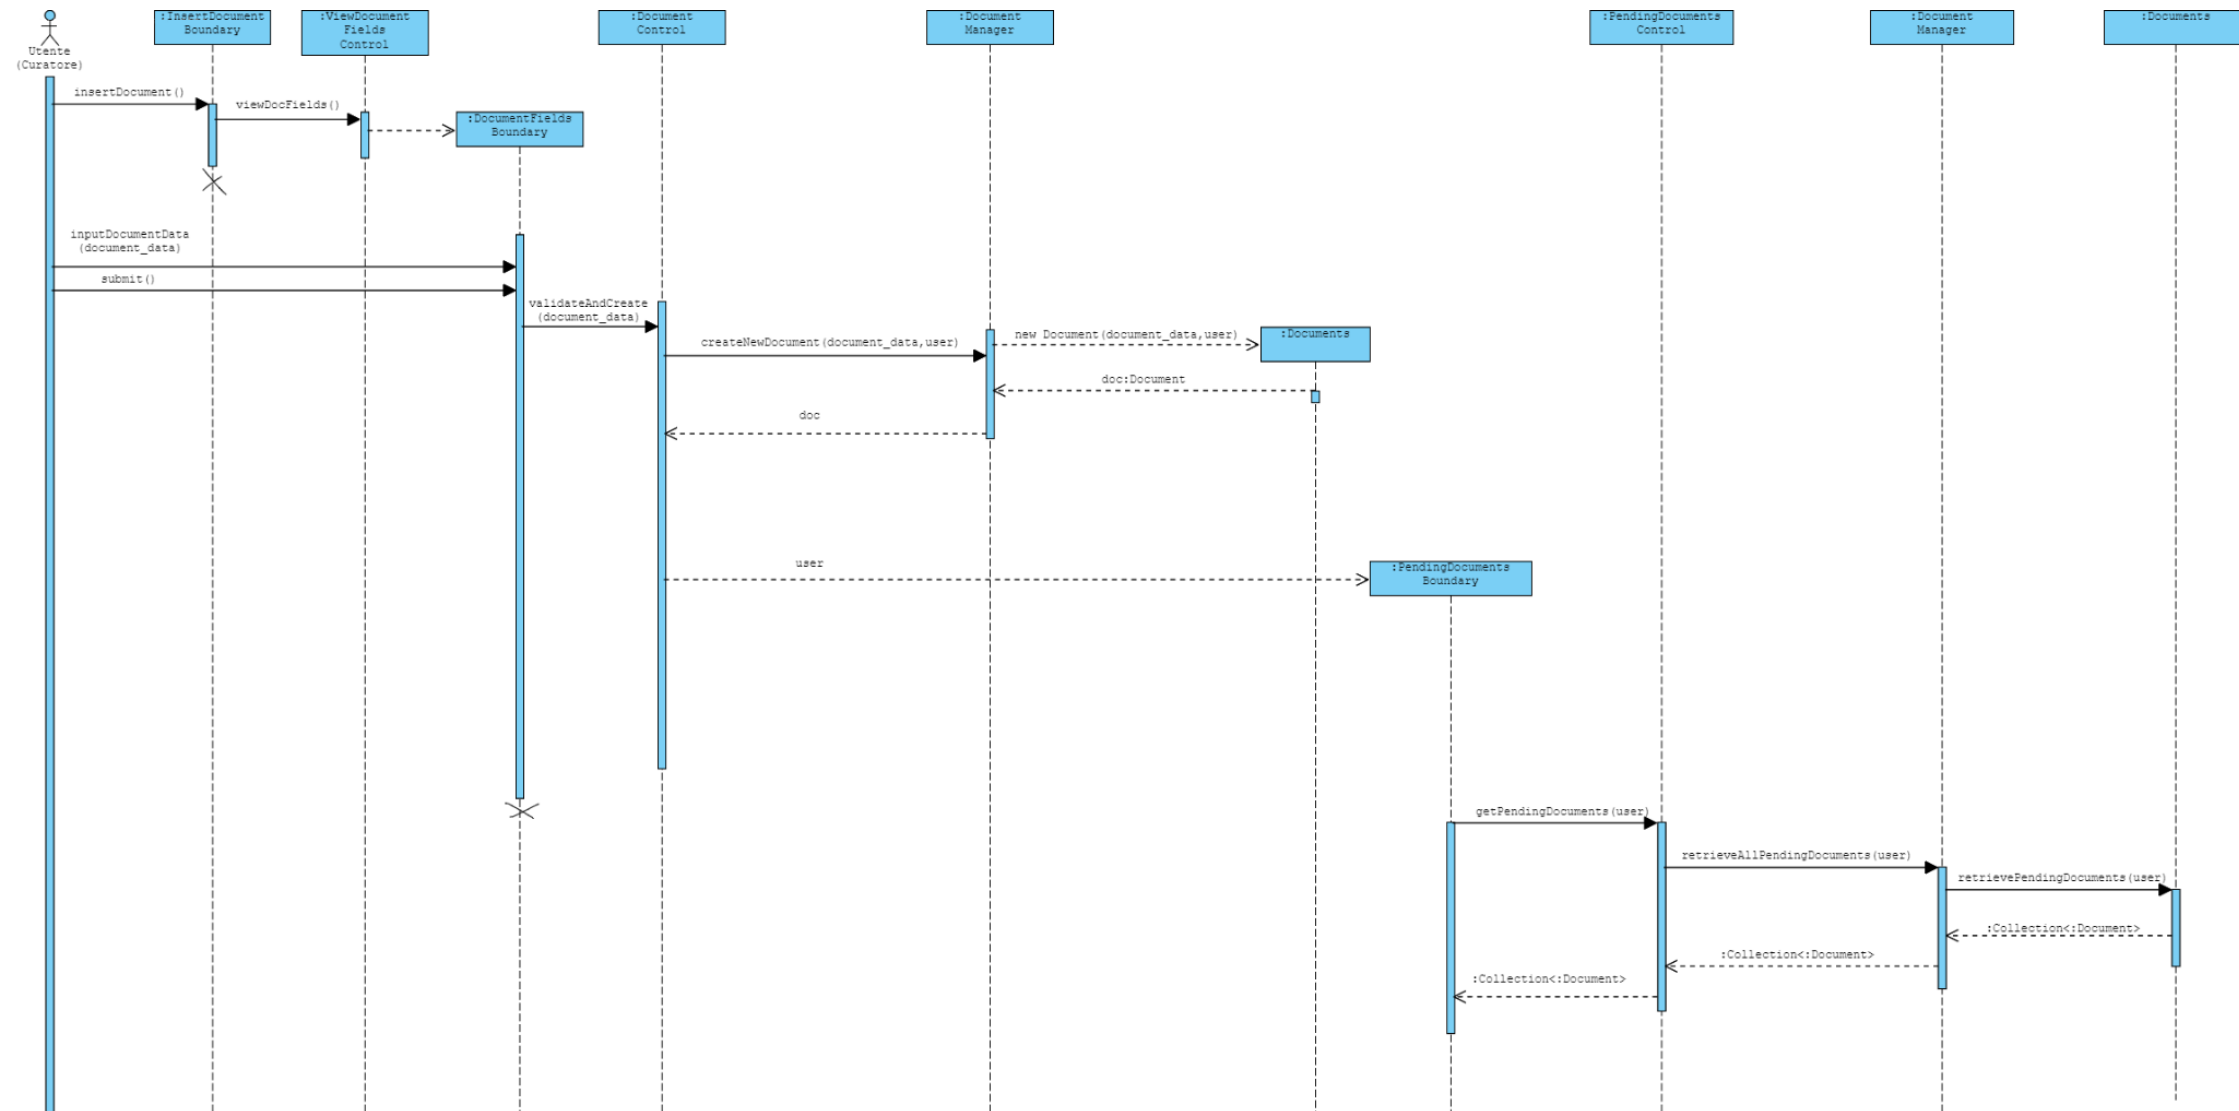 :InsertDocument
Boundary
:ViewDocument
Fields
Control
:Document
Control
:Document
Manager
:PendingDocuments
Control
:Document
Manager
:Documents
Utente
(Curatore)
insertDocument()
viewDocFields()
:DocumentFields
Boundary
inputDocumentData
(document_data)
submit()
validateAndCreate
(document_data)
createNewDocument(document_data,user)
new Document(document_data,user)
:Documents
doc:Document
doc
user
:PendingDocuments
Boundary
getPendingDocuments(user)
retrieveAllPendingDocuments(user)
retrievePendingDocuments(user)
:Collection<:Document>
:Collection<:Document>
:Collection<:Document>